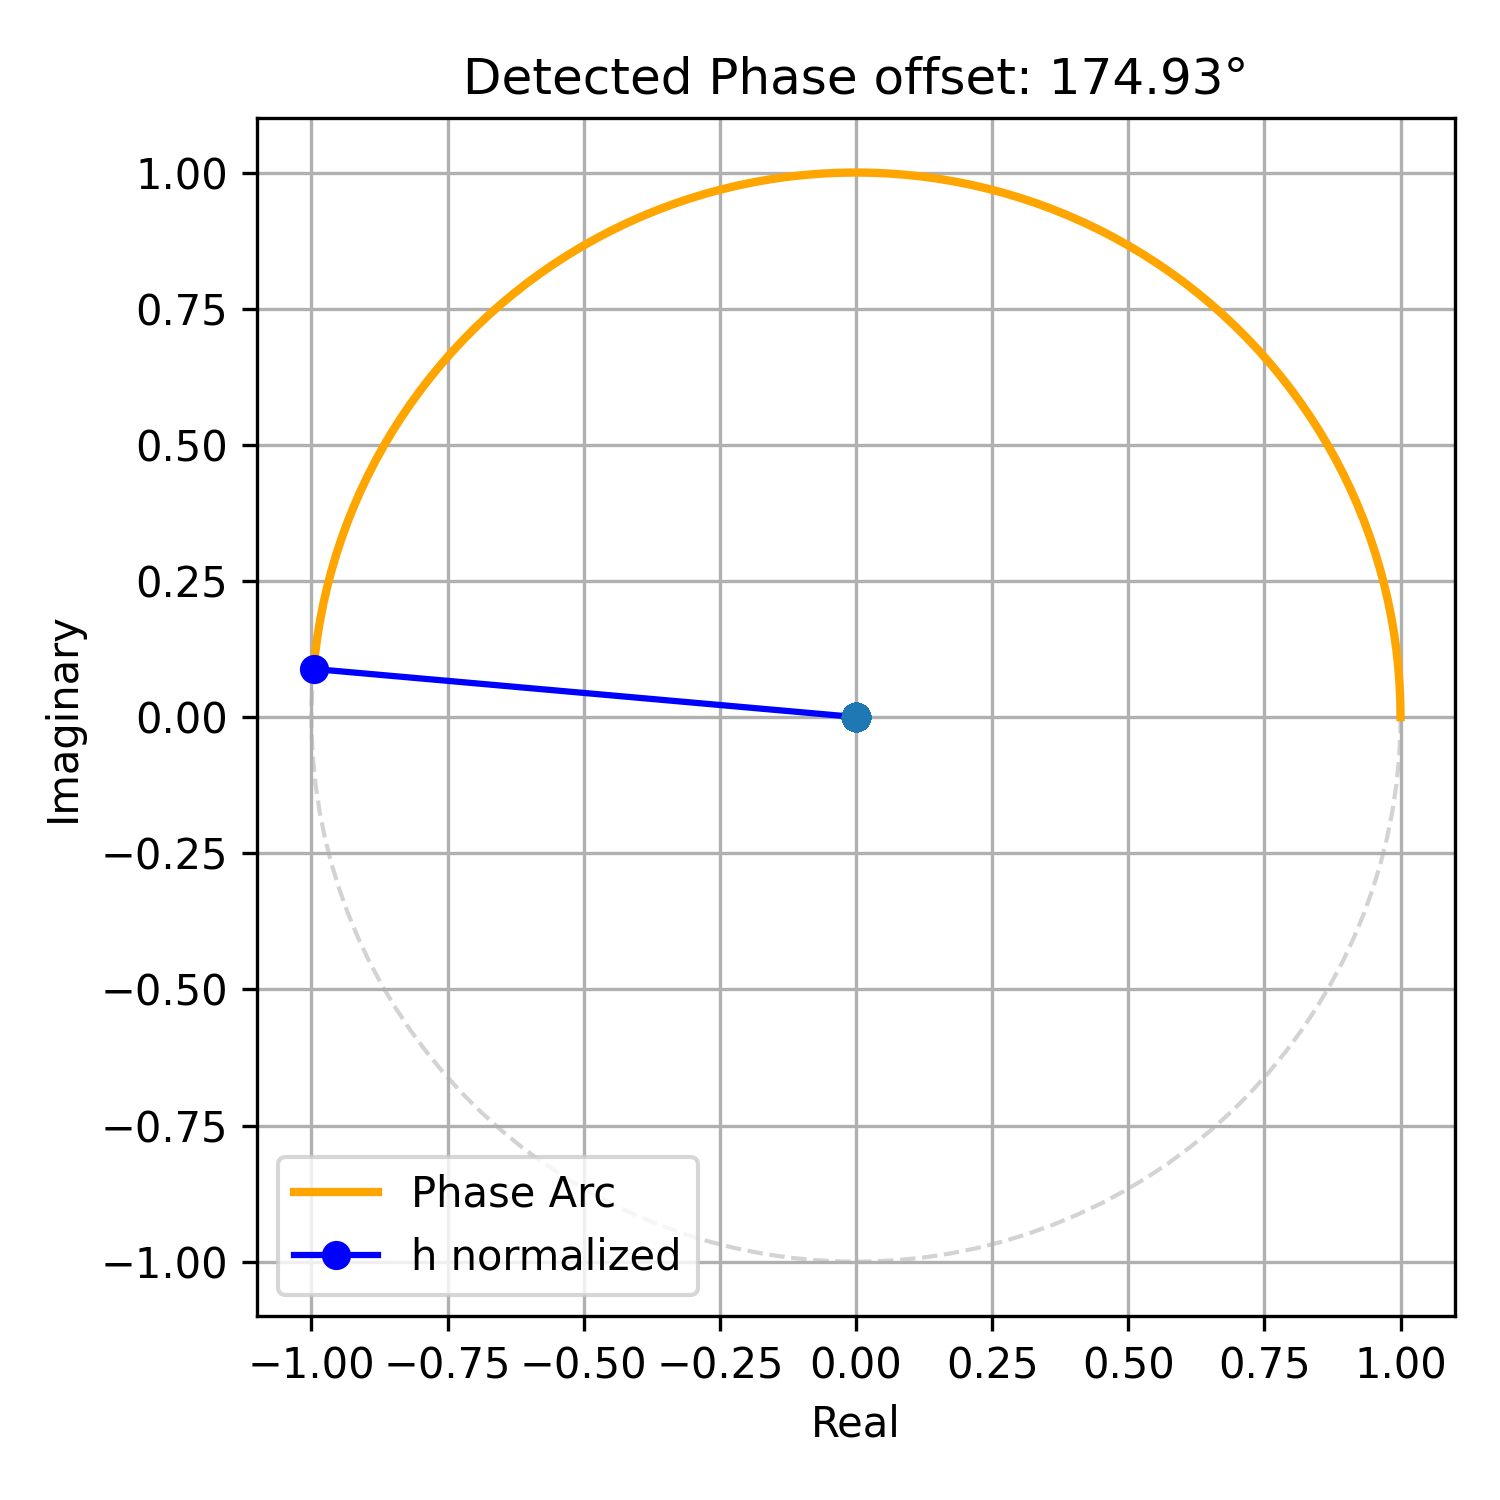 Detected Phase offset: 174.93°
1.00
0.75
0.50
0.25
0.00
−0.25
−0.50
−0.75
−1.00
Imaginary
Phase Arc
h normalized
−1.00 −0.75 −0.50 −0.25 0.00 0.25 0.50 0.75 1.00
Real